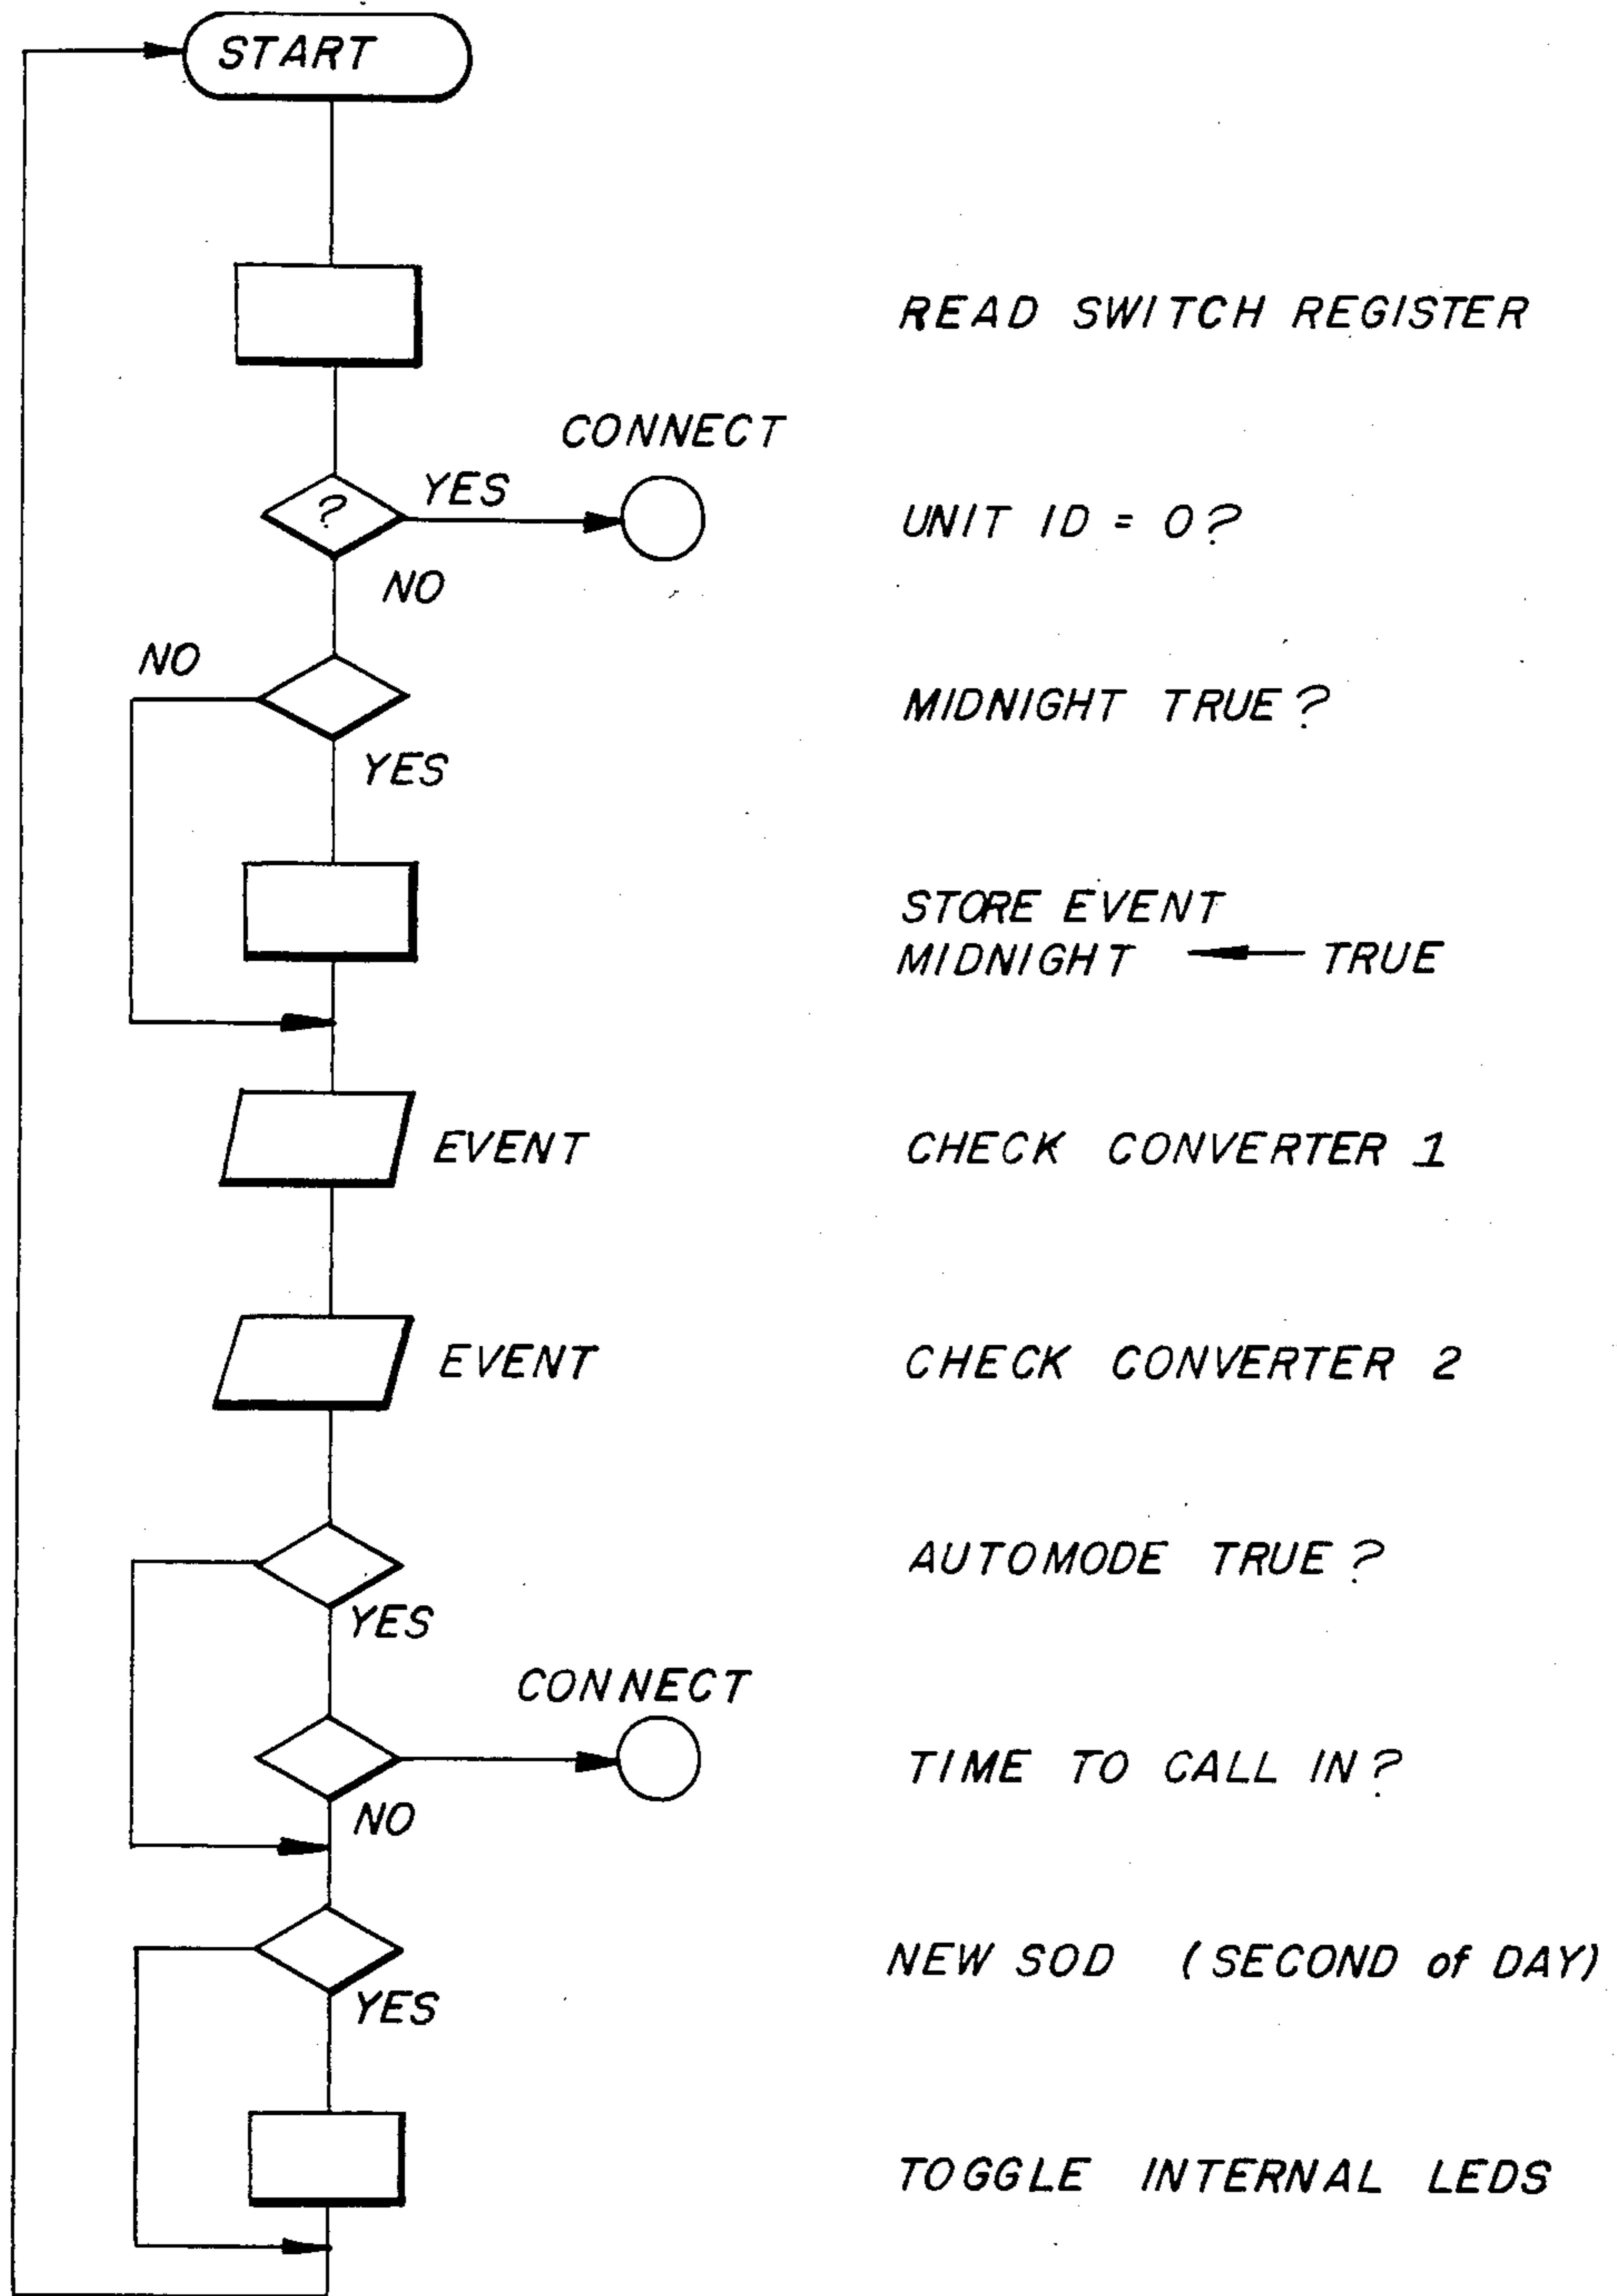 START
READ SWITCH REGISTER
CONNECT
? YES UNIT ID = 0?
NO
NO
MIDNIGHT TRUE?
YES
STORE EVENT
MIDNIGHT ← TRUE
EVENT CHECK CONVERTER 1
EVENT CHECK CONVERTER 2
AUTOMODE TRUE?
YES
CONNECT
TIME TO CALL IN?
NO
NEW SOD (SECOND of DAY)
YES
TOGGLE INTERNAL LEDS